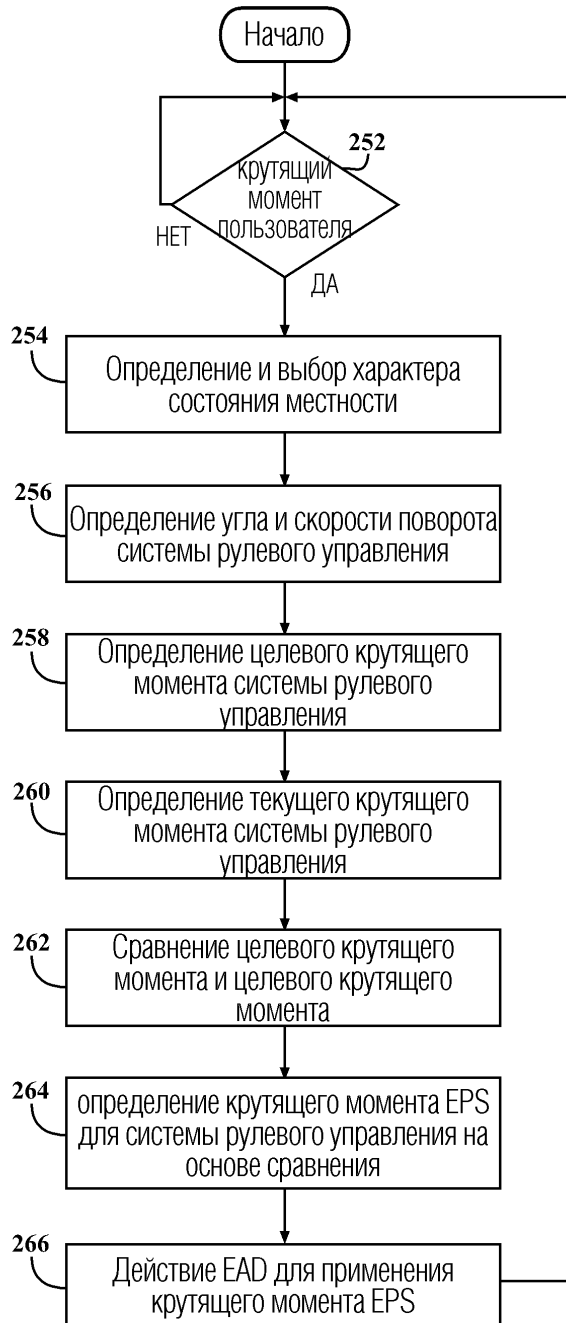 Начало
252
крутящий
момент
пользователя
НЕТ
ДА
254
Определение и выбор характера
состояния местности
256
Определение угла и скорости поворота
системы рулевого управления
258
Определение целевого крутящего
момента системы рулевого
управления
260
Определение текущего крутящего
момента системы рулевого
управления
262
Сравнение целевого крутящего
момента и целевого крутящего
момента
264
определение крутящего момента EPS
для системы рулевого управления на
основе сравнения
266
Действие EAD для применения
крутящего момента EPS